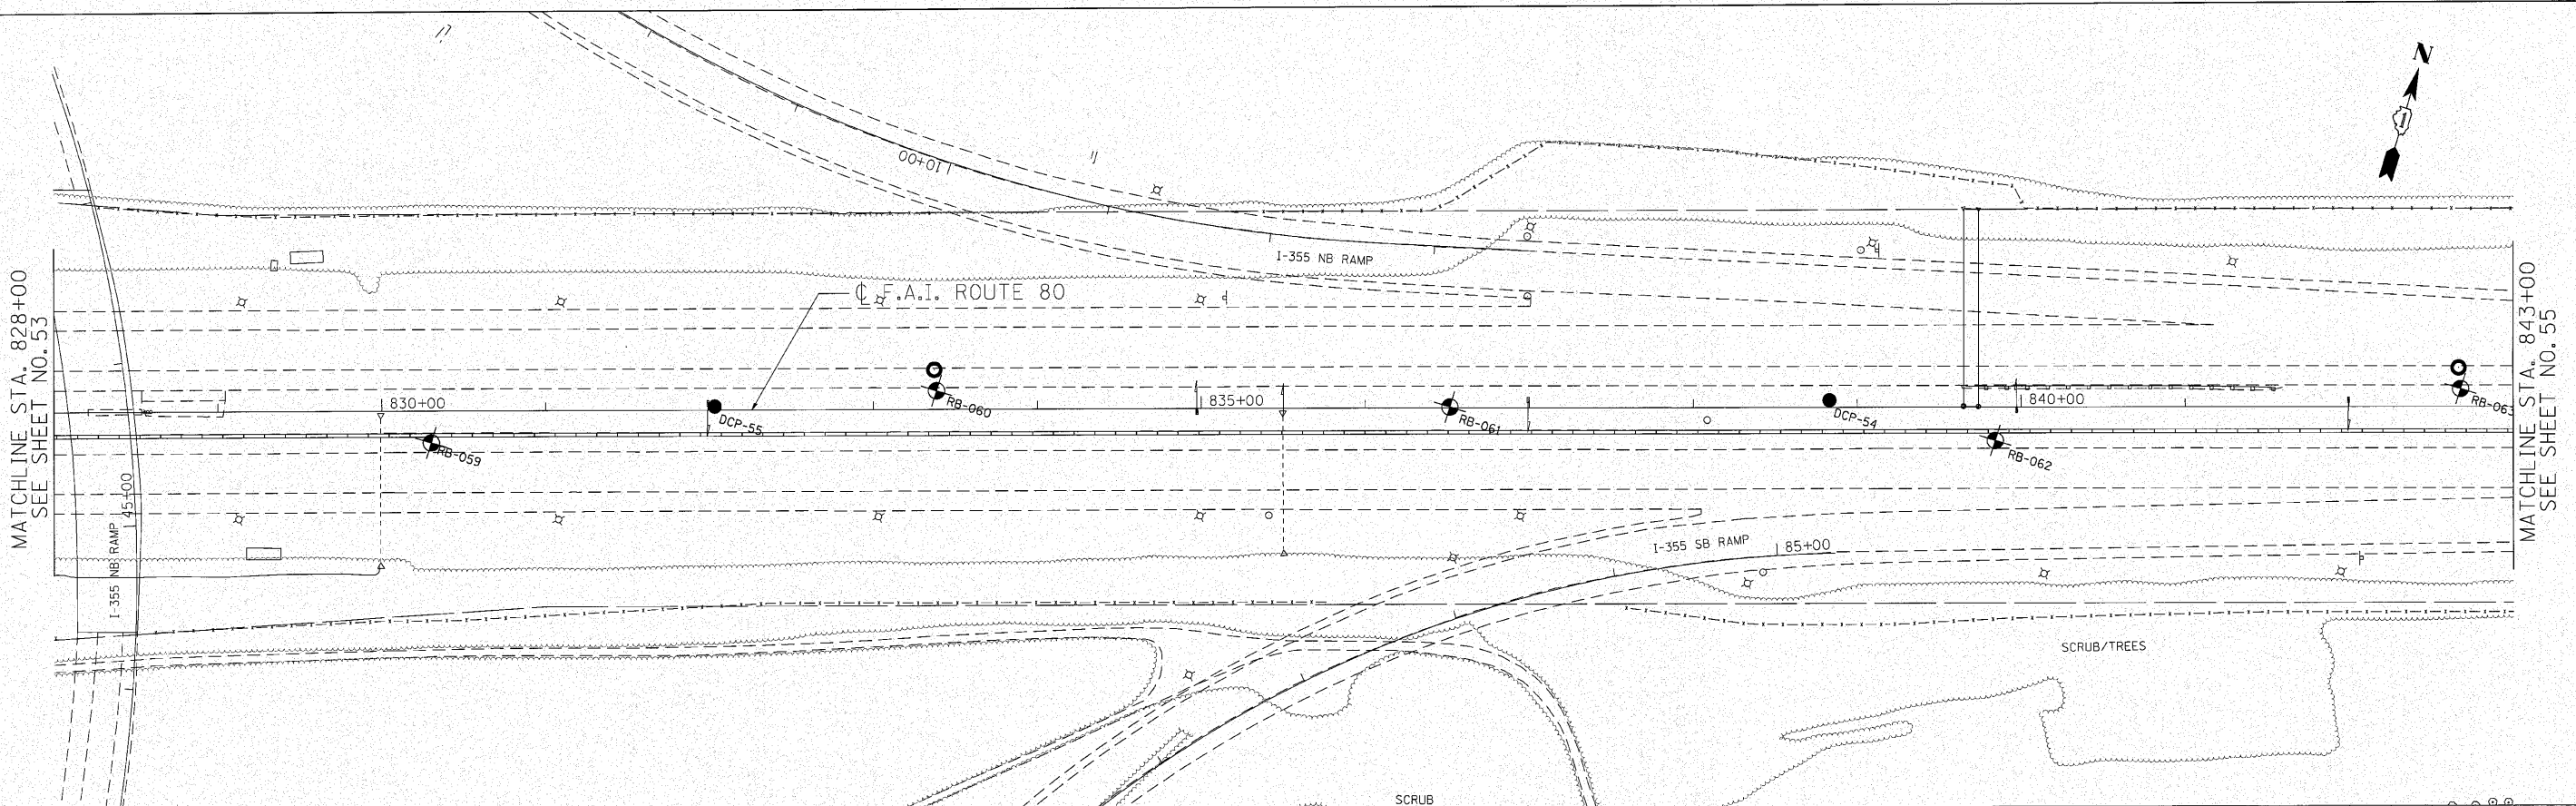 N
1
10+00
I-355 NB RAMP
℄ F.A.I. ROUTE 80
MATCHLINE STA. 828+00
SEE SHEET NO. 53
MATCHLINE STA. 843+00
SEE SHEET NO. 55
830+00
DCP-55
RB-060
835+00
RB-061
DCP-54
840+00
RB-063
RB-059
RB-062
45+00
I-355 NB RAMP
I-355 SB RAMP
85+00
SCRUB/TREES
SCRUB